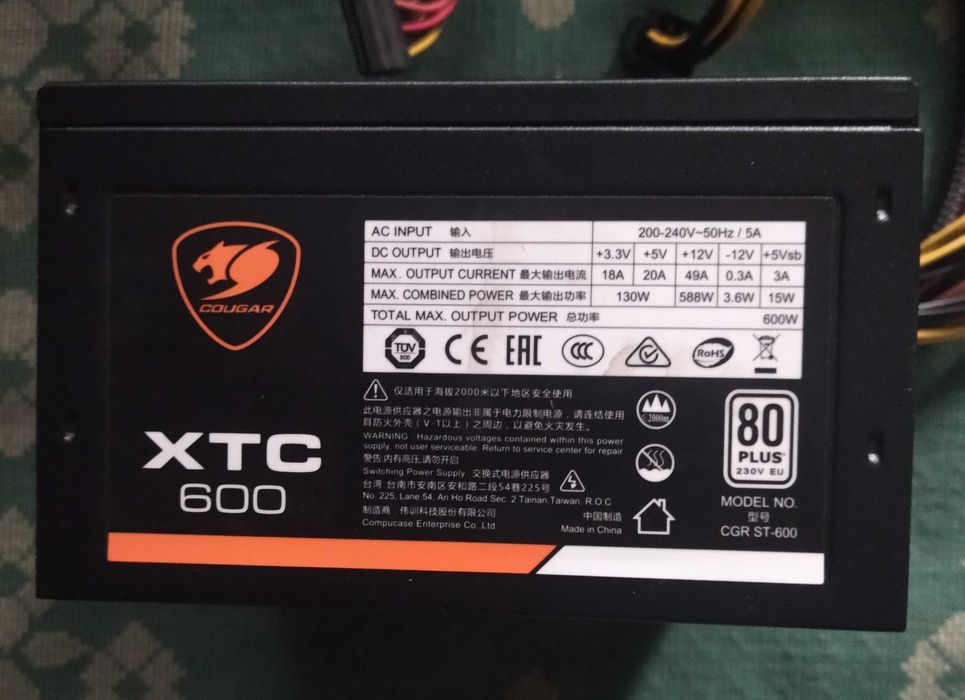 COUGAR
XTC
600
AC INPUT 输入 200-240V~50Hz / 5A
DC OUTPUT 输出电压 +3.3V +5V +12V -12V +5Vsb
MAX. OUTPUT CURRENT 最大输出电流 18A 20A 49A 0.3A 3A
MAX. COMBINED POWER 最大输出功率 130W 588W 3.6W 15W
TOTAL MAX. OUTPUT POWER 总功率 600W
TÜV CE EAC CCC RoHS
SÜD
仅适用于海拔2000米以下地区安全使用
此电源供应器之电源输出非属于电力限制电源，请连结使用
具防火外壳（V-1以上）之周边，以避免火灾发生。
WARNING Hazardous voltages contained within this power
supply, not user serviceable. Return to service center for repair
警告:内有高压,请勿开启
Switching Power Supply 交换式电源供应器
台湾 台南市安南区安和路二段54巷225号
No. 225, Lane 54, An Ho Road Sec. 2 Tainan,Taiwan, R.O.C
制造商：伟训科技股份有限公司
Compucase Enterprise Co.,Ltd.
中国制造
Made in China
≤2000m
80
PLUS
230V EU
MODEL NO.
型号
CGR ST-600